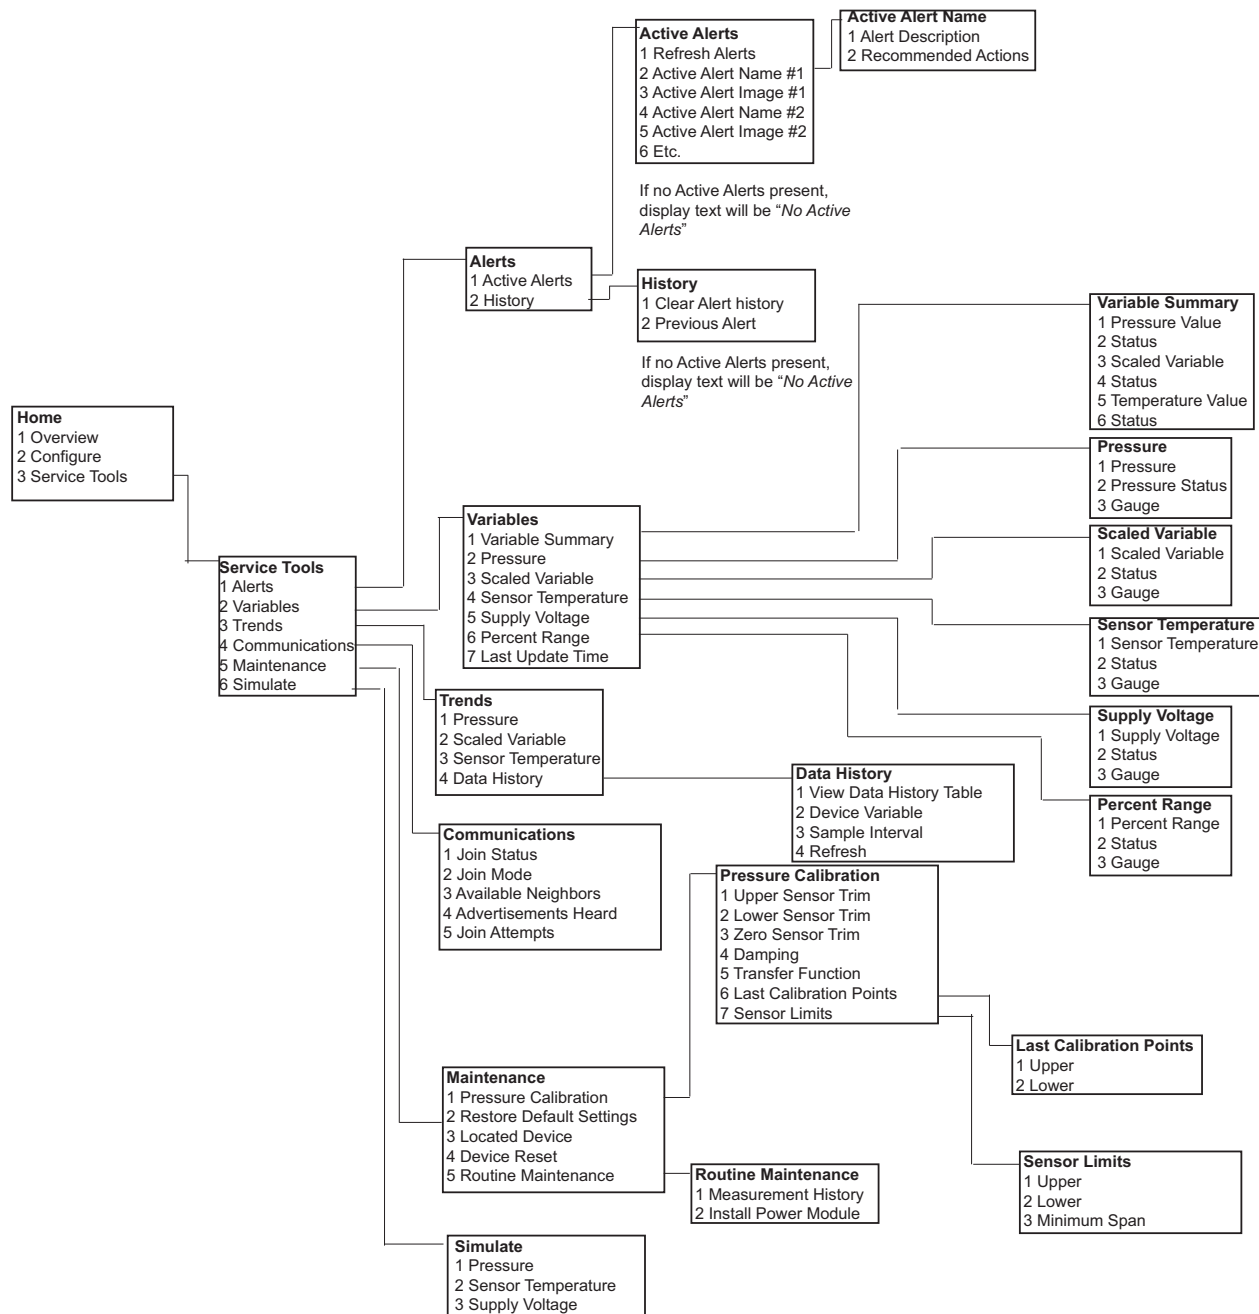 Active Alert Name
1 Alert Description
2 Recommended Actions
Active Alerts
1 Refresh Alerts
2 Active Alert Name #1
3 Active Alert Image #1
4 Active Alert Name #2
5 Active Alert Image #2
6 Etc.
If no Active Alerts present,
display text will be “No Active
Alerts”
Alerts
1 Active Alerts
2 History
History
1 Clear Alert history
2 Previous Alert
If no Active Alerts present,
display text will be “No Active
Alerts”
Home
1 Overview
2 Configure
3 Service Tools
Service Tools
1 Alerts
2 Variables
3 Trends
4 Communications
5 Maintenance
6 Simulate
Variables
1 Variable Summary
2 Pressure
3 Scaled Variable
4 Sensor Temperature
5 Supply Voltage
6 Percent Range
7 Last Update Time
Variable Summary
1 Pressure Value
2 Status
3 Scaled Variable
4 Status
5 Temperature Value
6 Status
Pressure
1 Pressure
2 Pressure Status
3 Gauge
Scaled Variable
1 Scaled Variable
2 Status
3 Gauge
Sensor Temperature
1 Sensor Temperature
2 Status
3 Gauge
Supply Voltage
1 Supply Voltage
2 Status
3 Gauge
Percent Range
1 Percent Range
2 Status
3 Gauge
Trends
1 Pressure
2 Scaled Variable
3 Sensor Temperature
4 Data History
Data History
1 View Data History Table
2 Device Variable
3 Sample Interval
4 Refresh
Communications
1 Join Status
2 Join Mode
3 Available Neighbors
4 Advertisements Heard
5 Join Attempts
Pressure Calibration
1 Upper Sensor Trim
2 Lower Sensor Trim
3 Zero Sensor Trim
4 Damping
5 Transfer Function
6 Last Calibration Points
7 Sensor Limits
Last Calibration Points
1 Upper
2 Lower
Maintenance
1 Pressure Calibration
2 Restore Default Settings
3 Located Device
4 Device Reset
5 Routine Maintenance
Routine Maintenance
1 Measurement History
2 Install Power Module
Sensor Limits
1 Upper
2 Lower
3 Minimum Span
Simulate
1 Pressure
2 Sensor Temperature
3 Supply Voltage